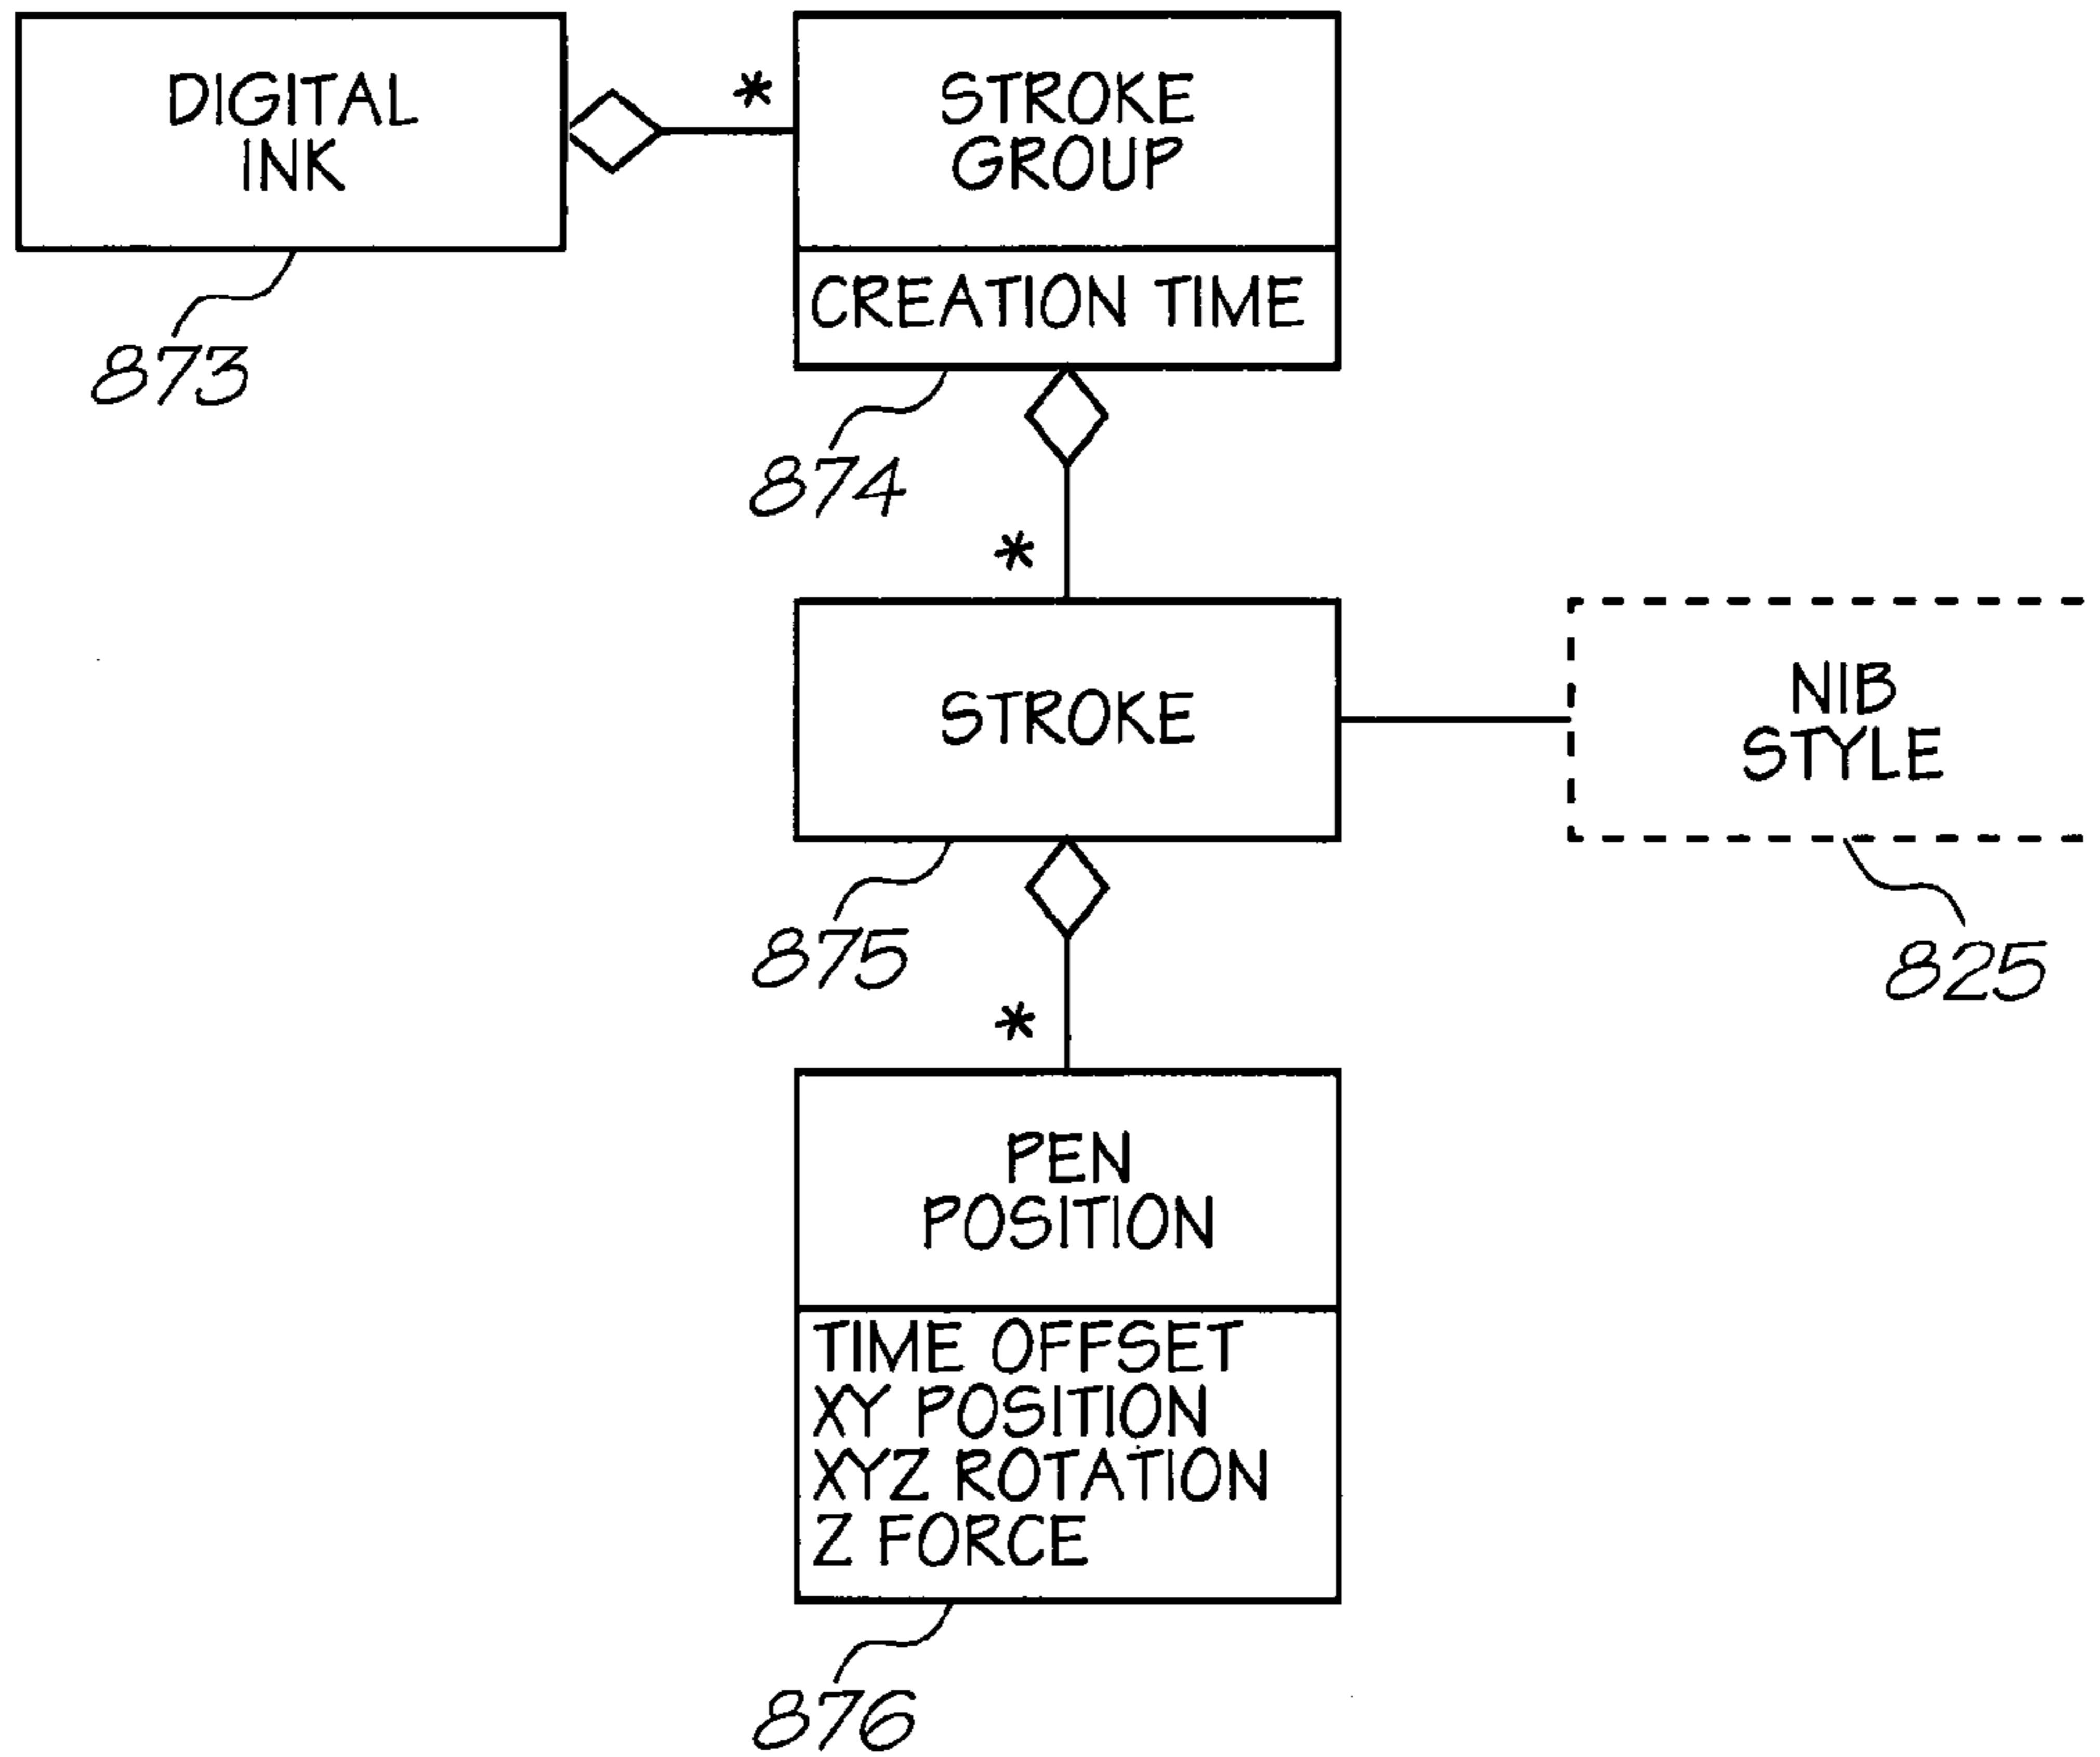 DIGITAL
INK
*
STROKE
GROUP
CREATION TIME
873
874
*
STROKE
NIB
STYLE
875
825
*
PEN
POSITION
TIME OFFSET
XY POSITION
XYZ ROTATION
Z FORCE
876